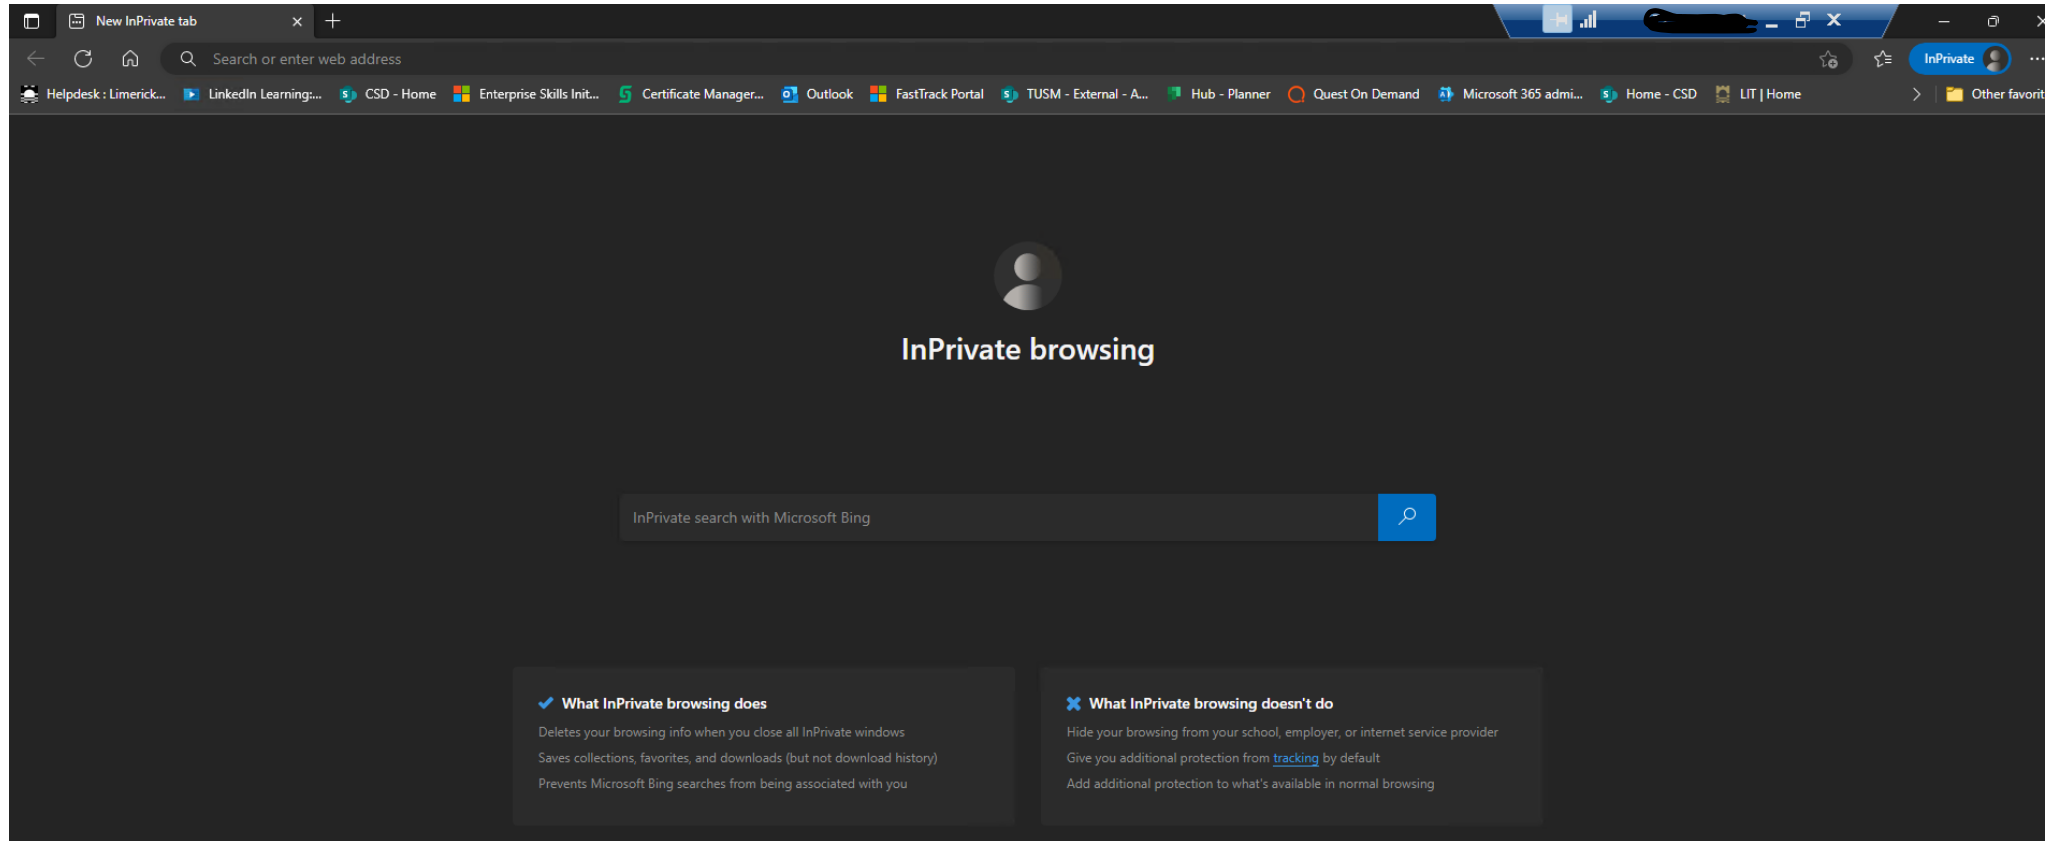 New InPrivate tab
Search or enter web address
InPrivate
Helpdesk : Limerick... LinkedIn Learning:... CSD - Home Enterprise Skills Init... Certificate Manager... Outlook FastTrack Portal TUSM - External - A... Hub - Planner Quest On Demand Microsoft 365 admi... Home - CSD LIT | Home Other favorit
InPrivate browsing
InPrivate search with Microsoft Bing
What InPrivate browsing does
Deletes your browsing info when you close all InPrivate windows
Saves collections, favorites, and downloads (but not download history)
Prevents Microsoft Bing searches from being associated with you
What InPrivate browsing doesn't do
Hide your browsing from your school, employer, or internet service provider
Give you additional protection from tracking by default
Add additional protection to what's available in normal browsing